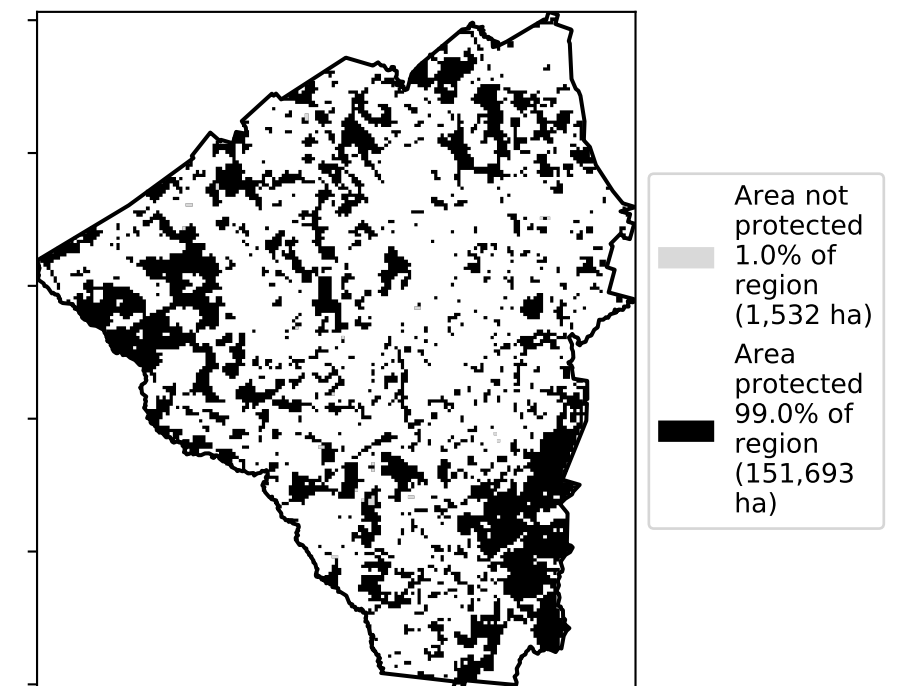 Area not
protected
1.0% of
region
(1,532 ha)
Area
protected
99.0% of
region
(151,693
ha)